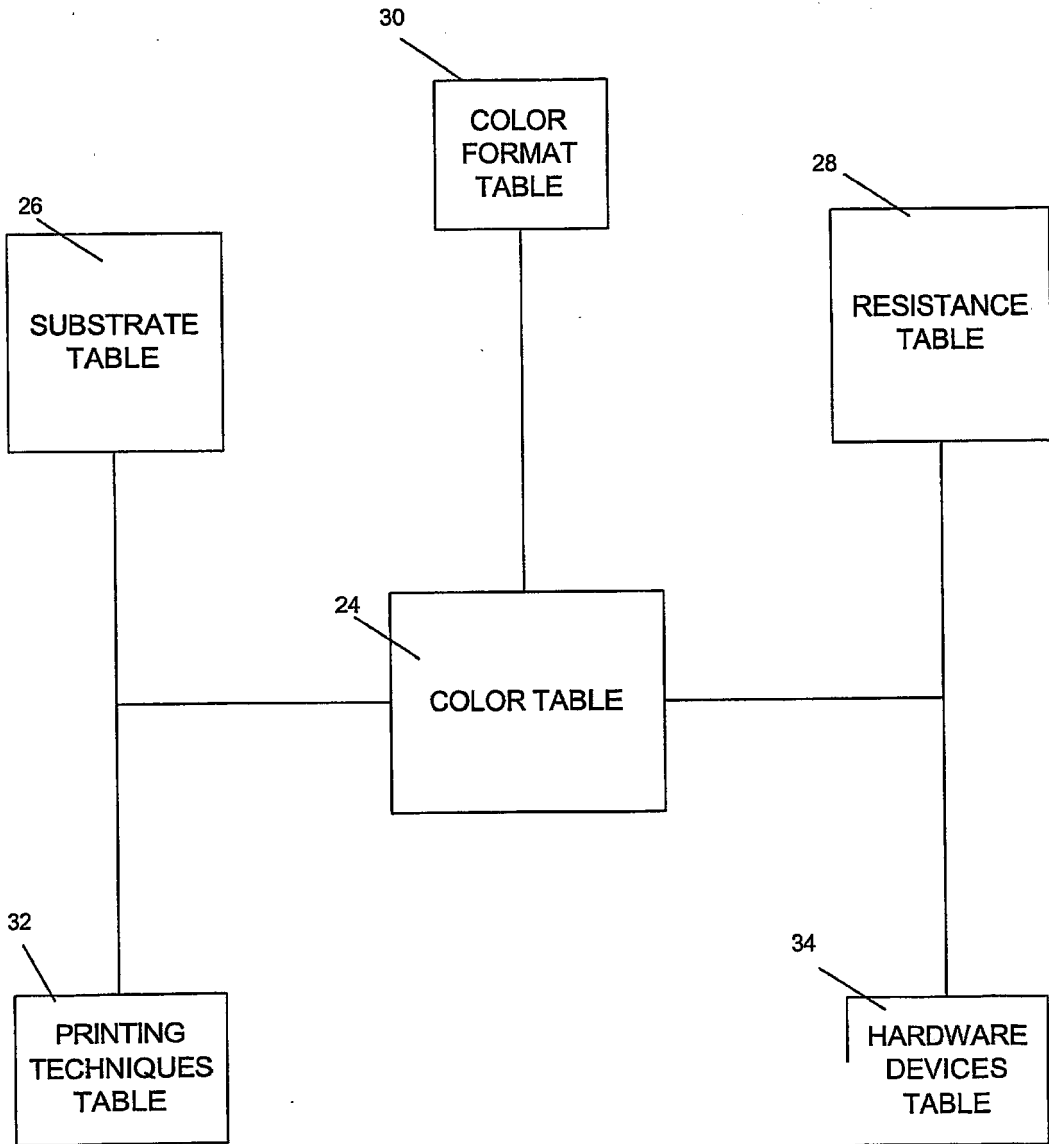 30
COLOR
FORMAT
TABLE
28
26
RESISTANCE
TABLE
SUBSTRATE
TABLE
24
COLOR TABLE
32
34
PRINTING
TECHNIQUES
TABLE
HARDWARE
DEVICES
TABLE